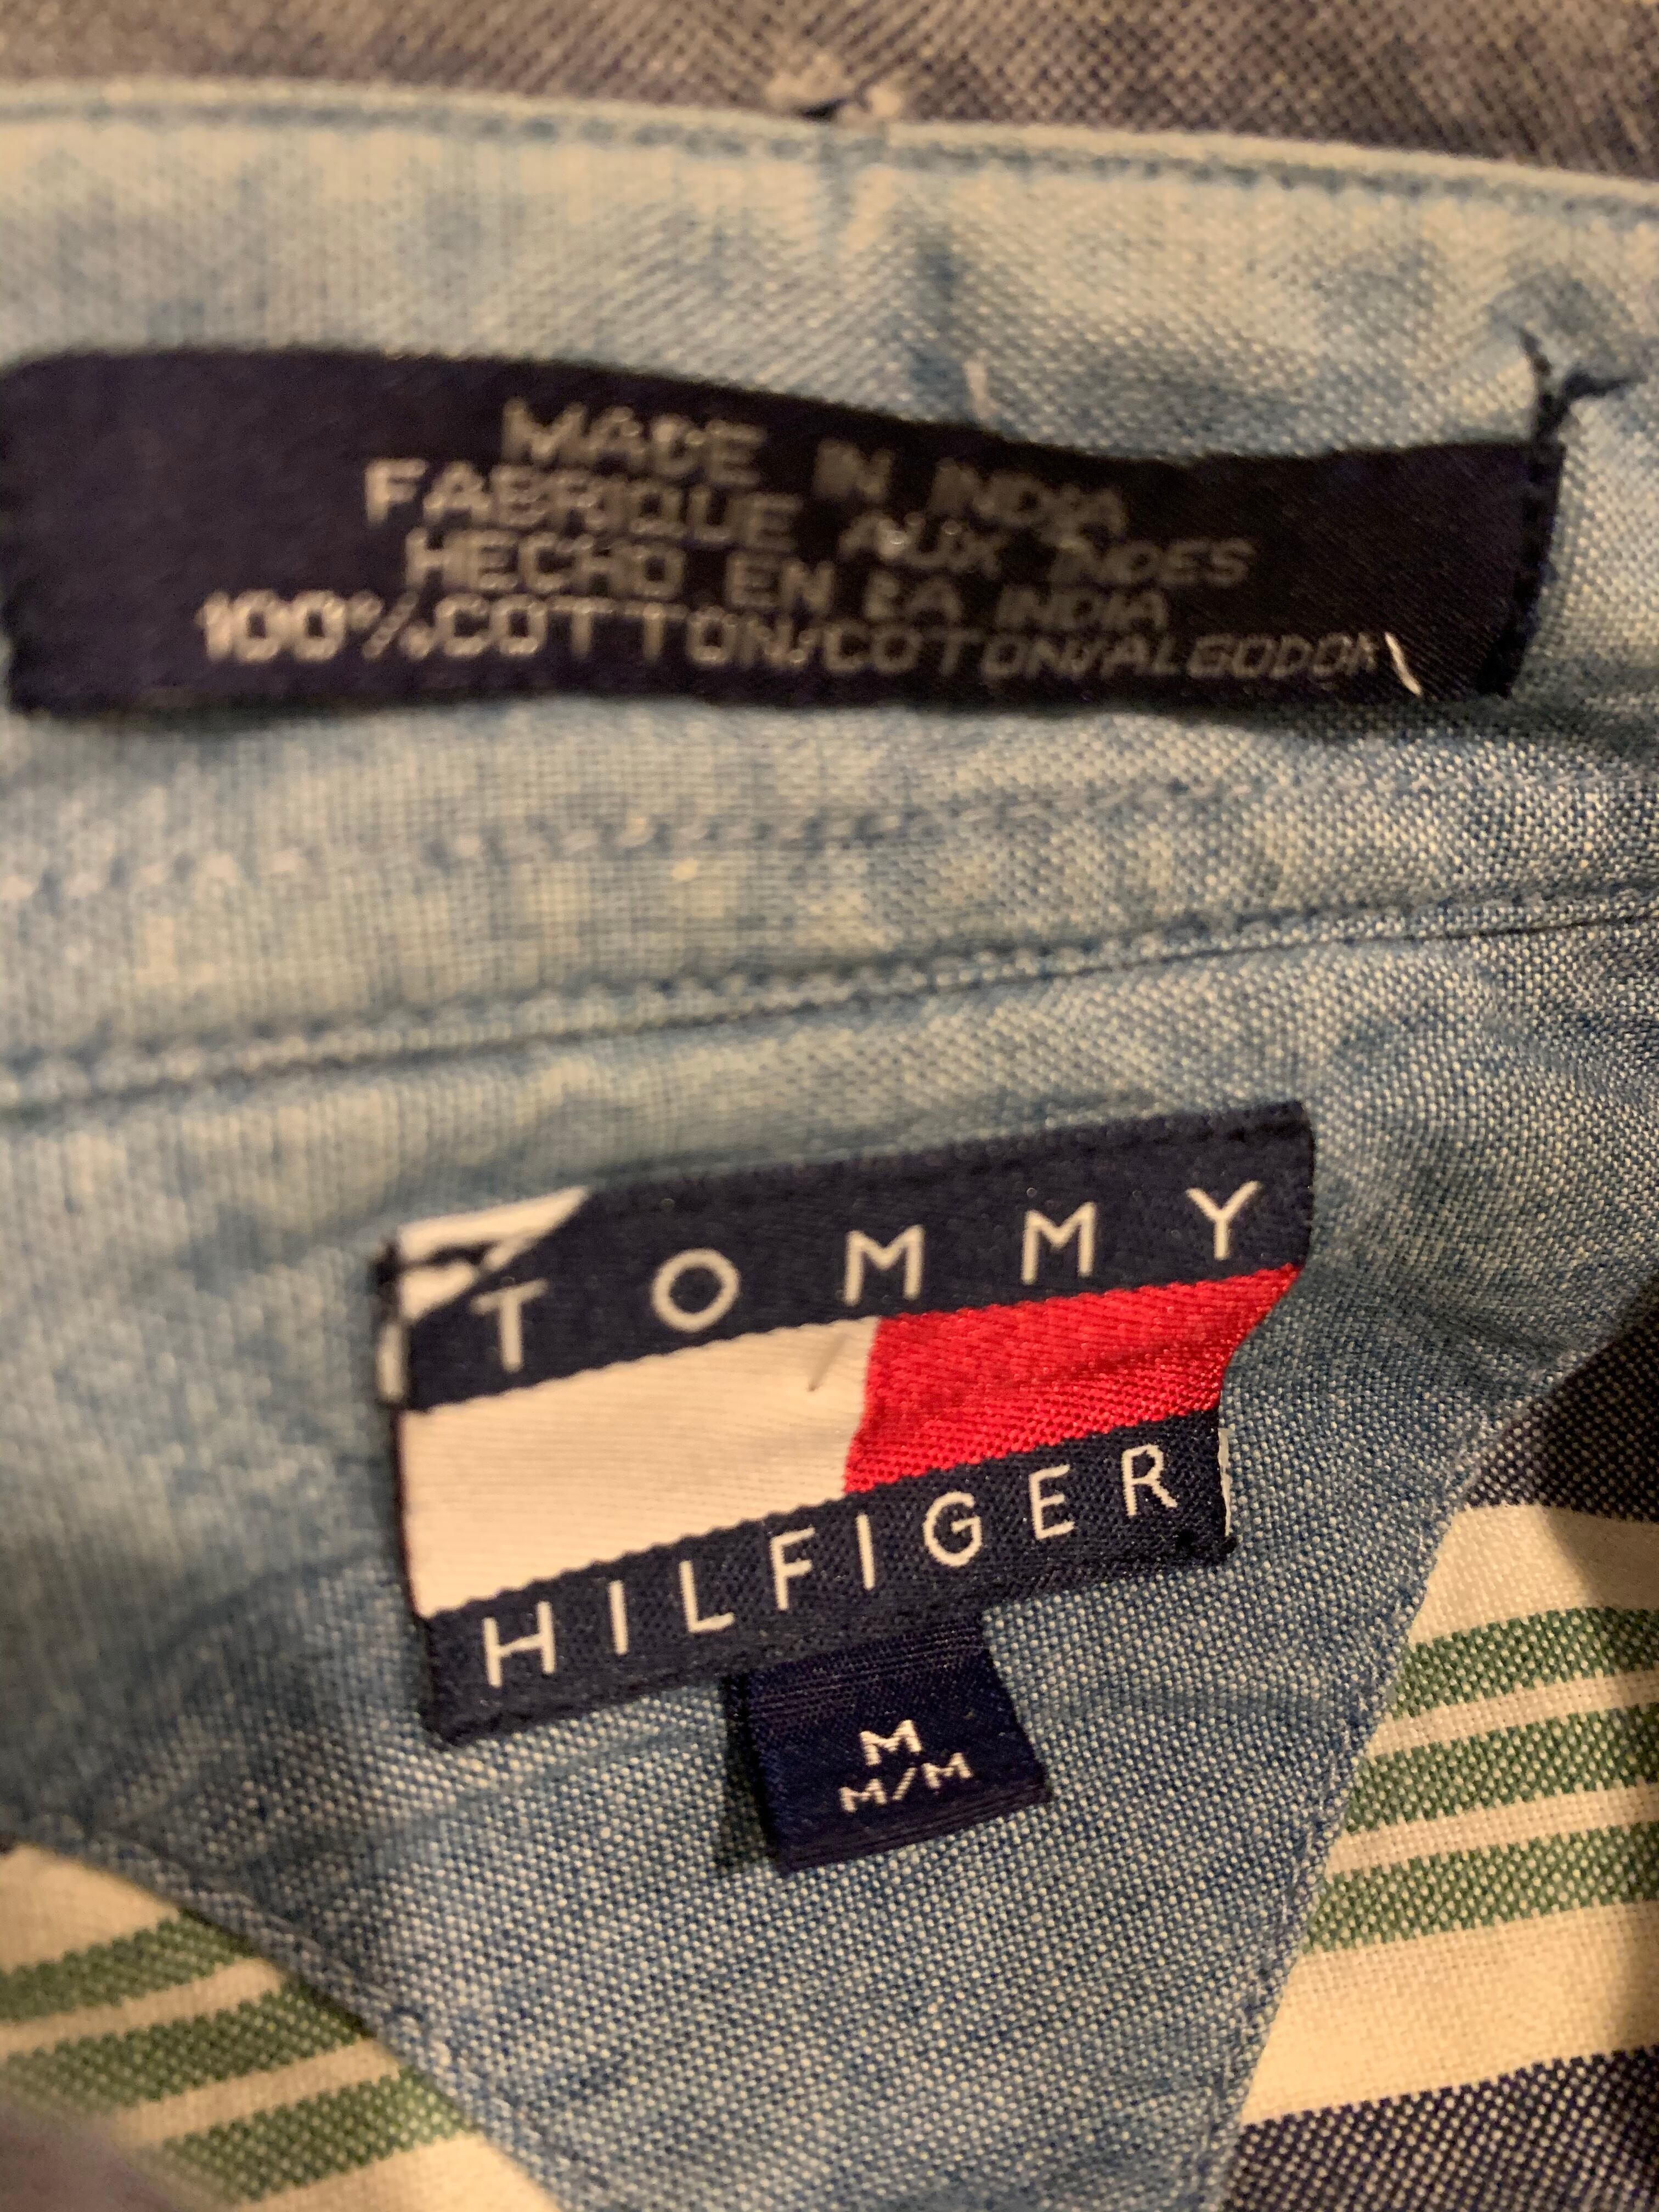 MADE IN INDIA
FABRIQUE AUX INDES
HECHO EN LA INDIA
100%COTTON/COTON/ALGODON
TOMMY
HILFIGER
M
M/M